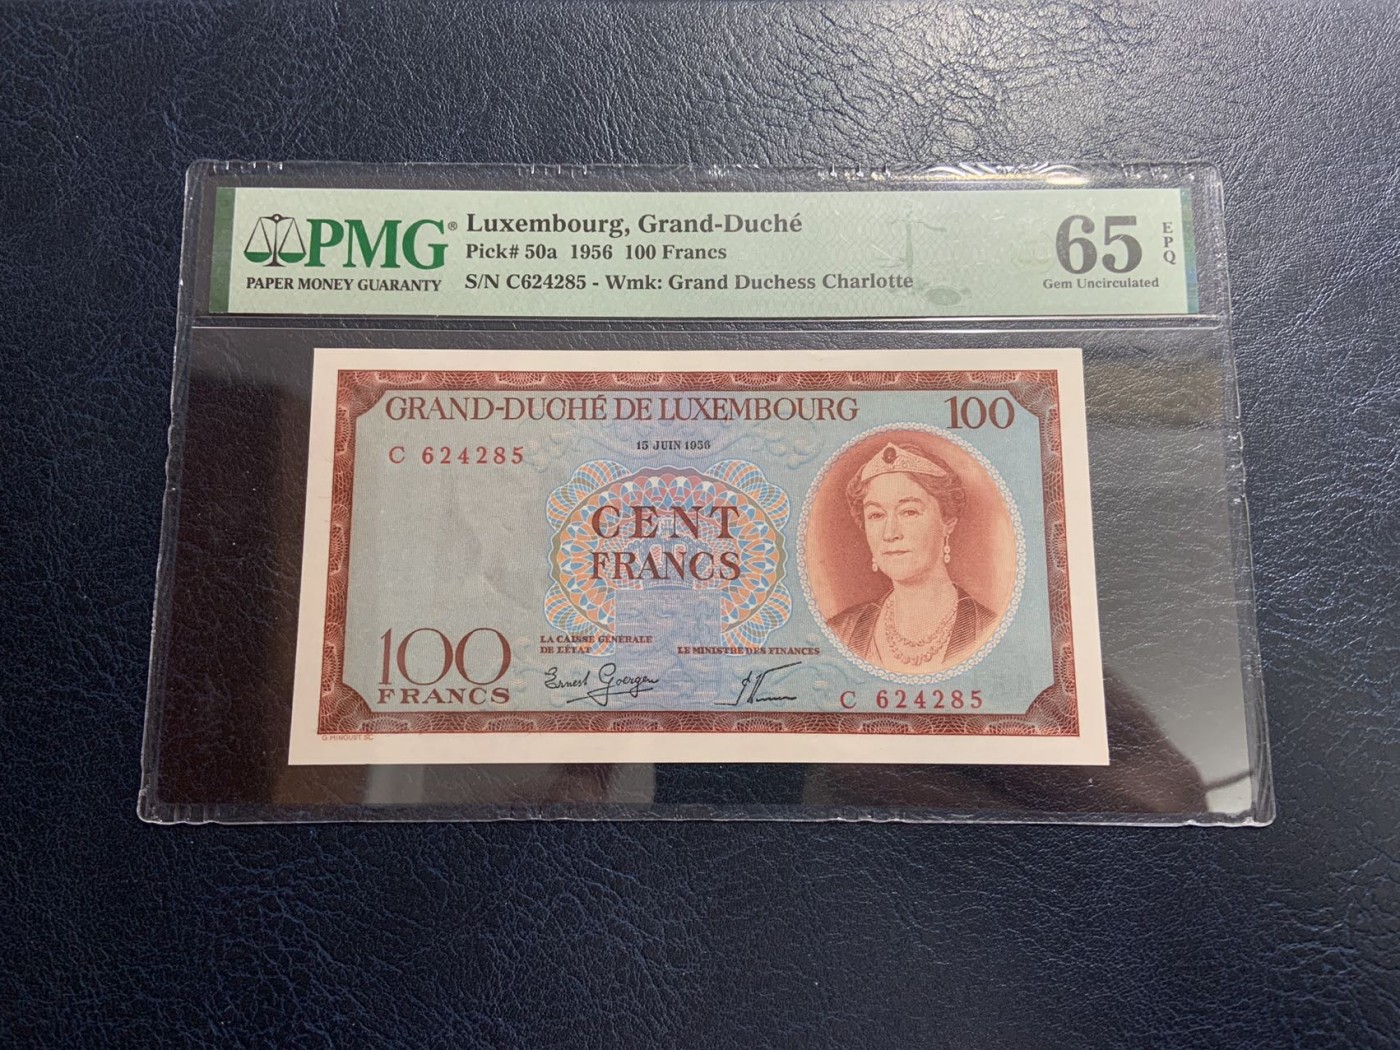 PMG®
PAPER MONEY GUARANTY
Luxembourg, Grand-Duché
Pick# 50a 1956 100 Francs
S/N C624285 - Wmk: Grand Duchess Charlotte
65 EPQ
Gem Uncirculated
GRAND-DUCHÉ DE LUXEMBOURG 100
15 JUIN 1956
C 624285
CENT
FRANCS
100
FRANCS
LA CAISSE GÉNÉRALE
DE L'ÉTAT
LE MINISTRE DES FINANCES
Ernest Goergen
C 624285